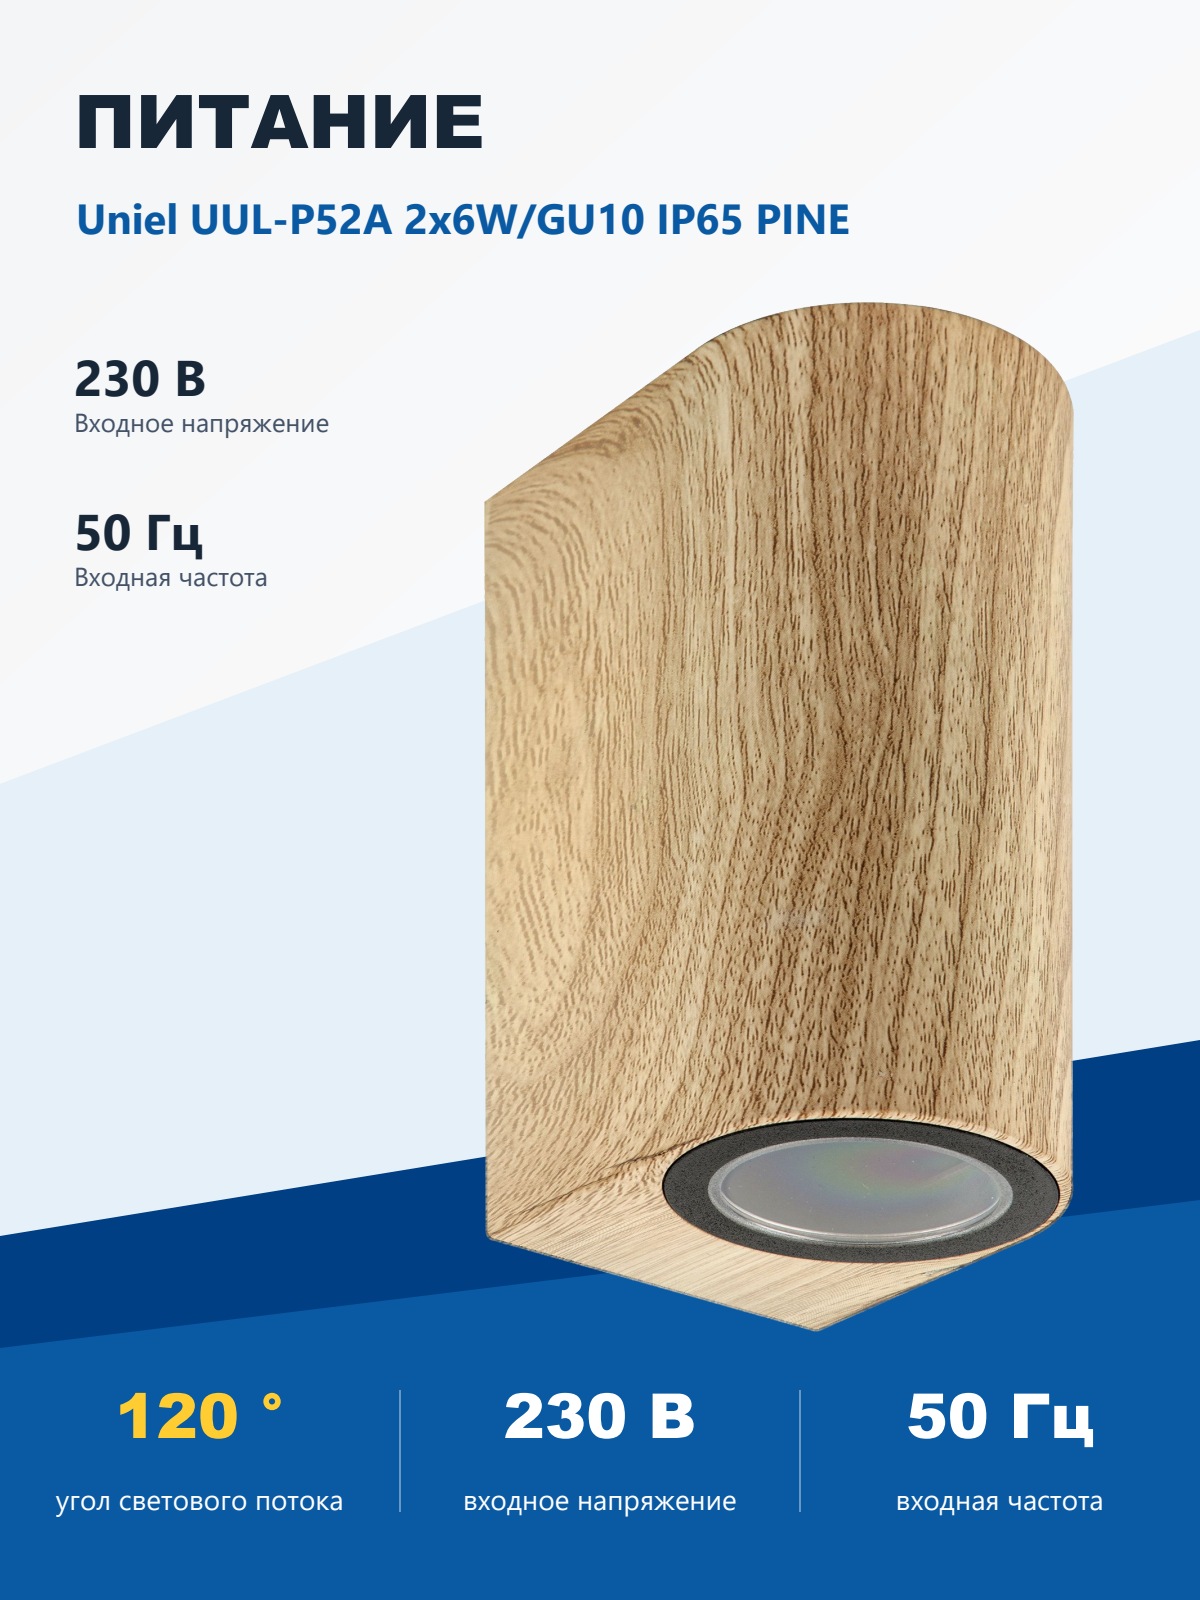 ПИТАНИЕ
Uniel UUL-P52A 2x6W/GU10 IP65 PINE
230 В
Входное напряжение
50 Гц
Входная частота
120 °
угол светового потока
230 В
входное напряжение
50 Гц
входная частота